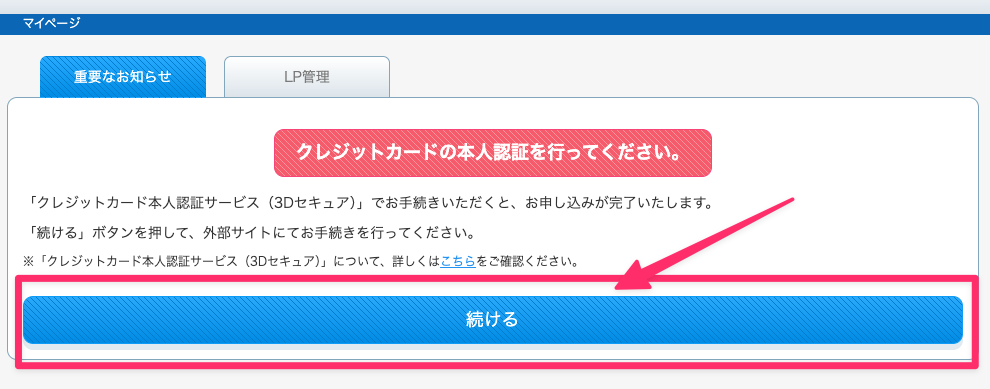 マイページ
重要なお知らせ
LP管理
クレジットカードの本人認証を行ってください。
「クレジットカード本人認証サービス（3Dセキュア）」でお手続きいただくと、お申し込みが完了いたします。
「続ける」ボタンを押して、外部サイトにてお手続きを行ってください。
※「クレジットカード本人認証サービス（3Dセキュア）」について、詳しくはこちらをご確認ください。
続ける